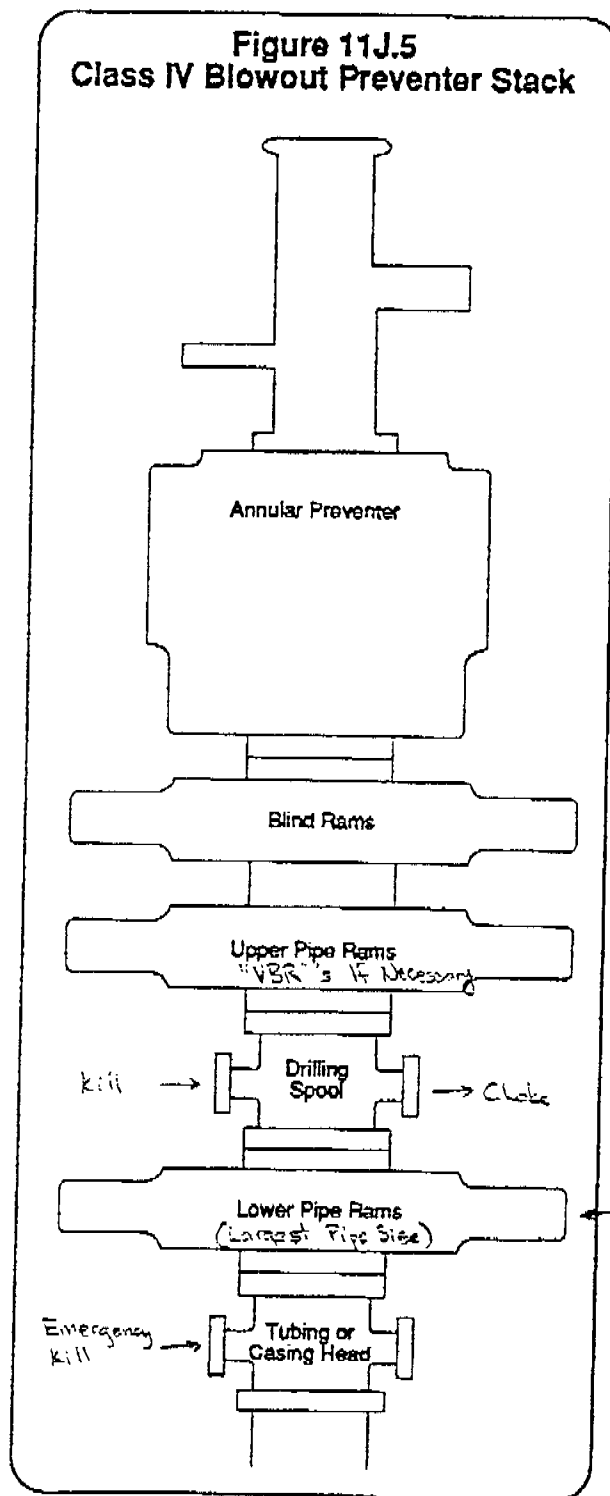 Figure 11J.5
Class IV Blowout Preventer Stack
Annular Preventer
Blind Rams
Upper Pipe Rams
"VBR"'s If Necessary
Kill
Drilling
Spool
Choke
Lower Pipe Rams
(Largest Pipe Size)
Emergency
Kill
Tubing or
Casing Head